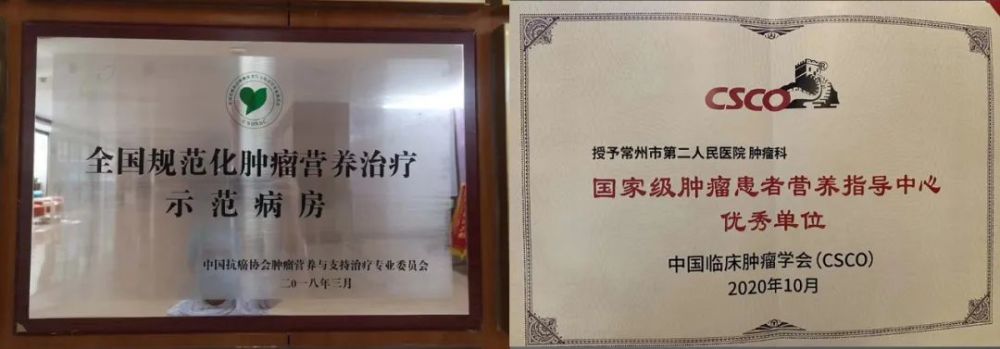 全国规范化肿瘤营养治疗
示范病房
中国抗癌协会肿瘤营养与支持治疗专业委员会
二〇一八年三月
CSCO
授予常州市第二人民医院 肿瘤科
国家级肿瘤患者营养指导中心
优秀单位
中国临床肿瘤学会(CSCO)
2020年10月